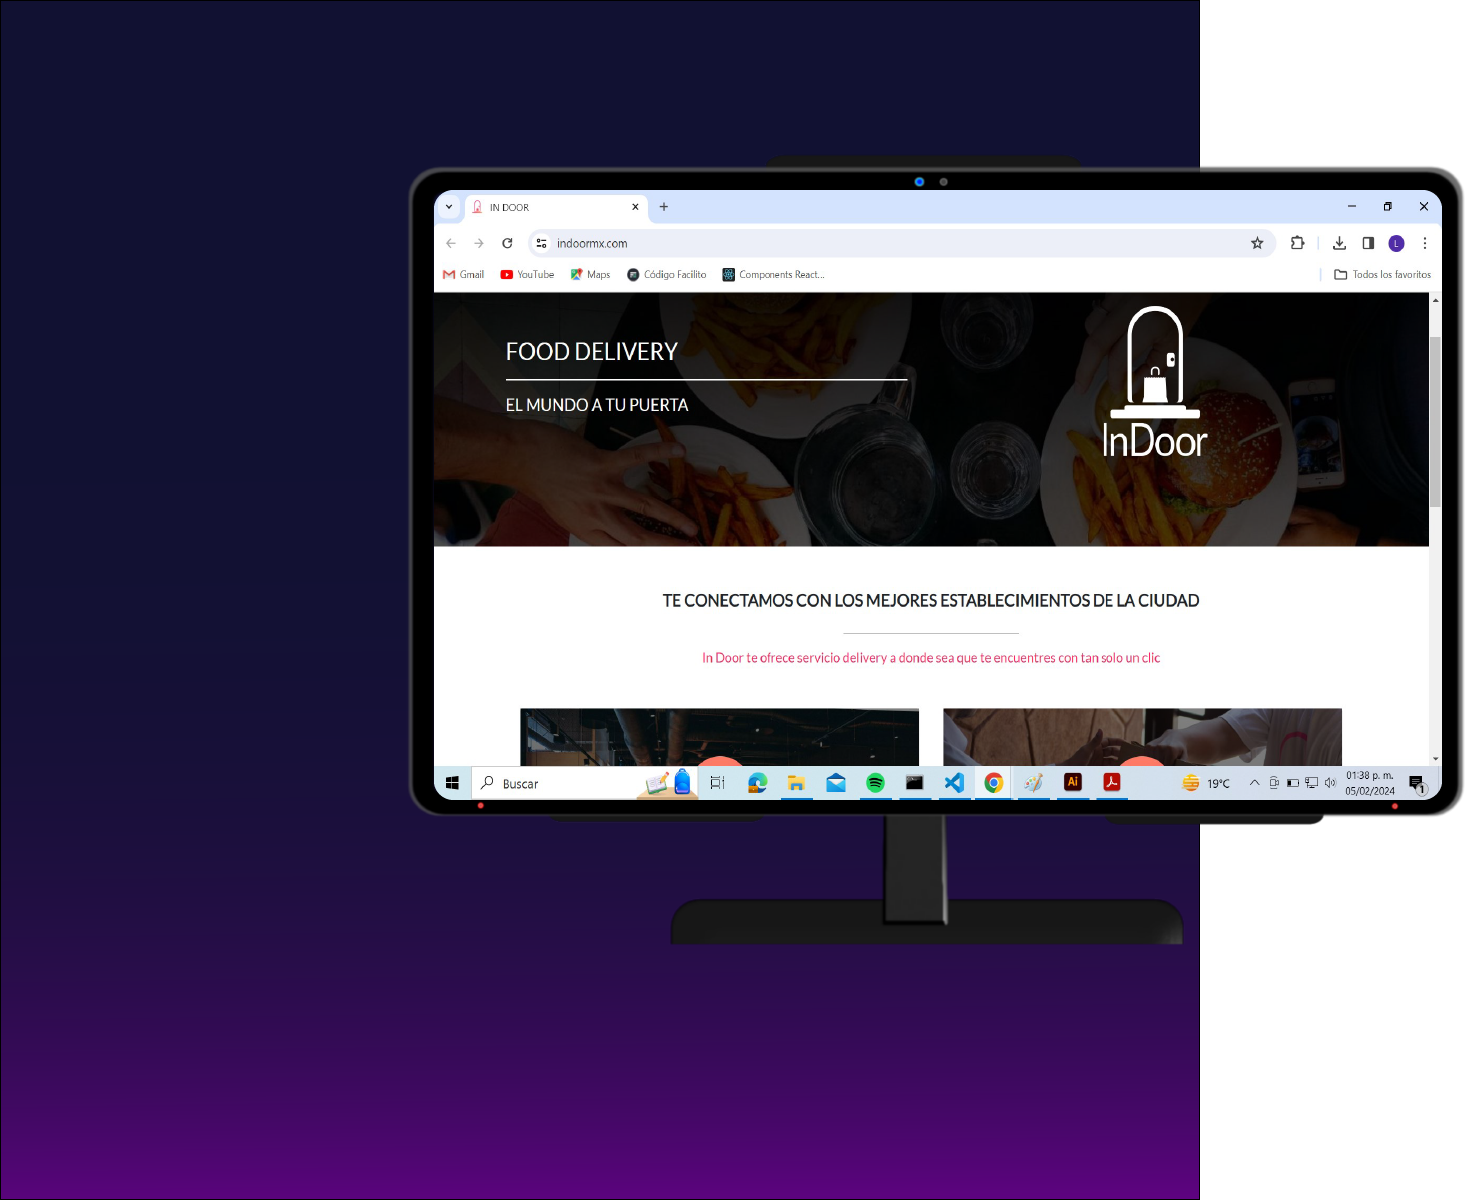 IN DOOR
indoormx.com
L
Gmail YouTube Maps Código Facilito Components React... Todos los favoritos
FOOD DELIVERY
EL MUNDO A TU PUERTA
InDoor
TE CONECTAMOS CON LOS MEJORES ESTABLECIMIENTOS DE LA CIUDAD
In Door te ofrece servicio delivery a donde sea que te encuentres con tan solo un clic
Buscar
Ai
19°C
01:38 p. m.
05/02/2024
1